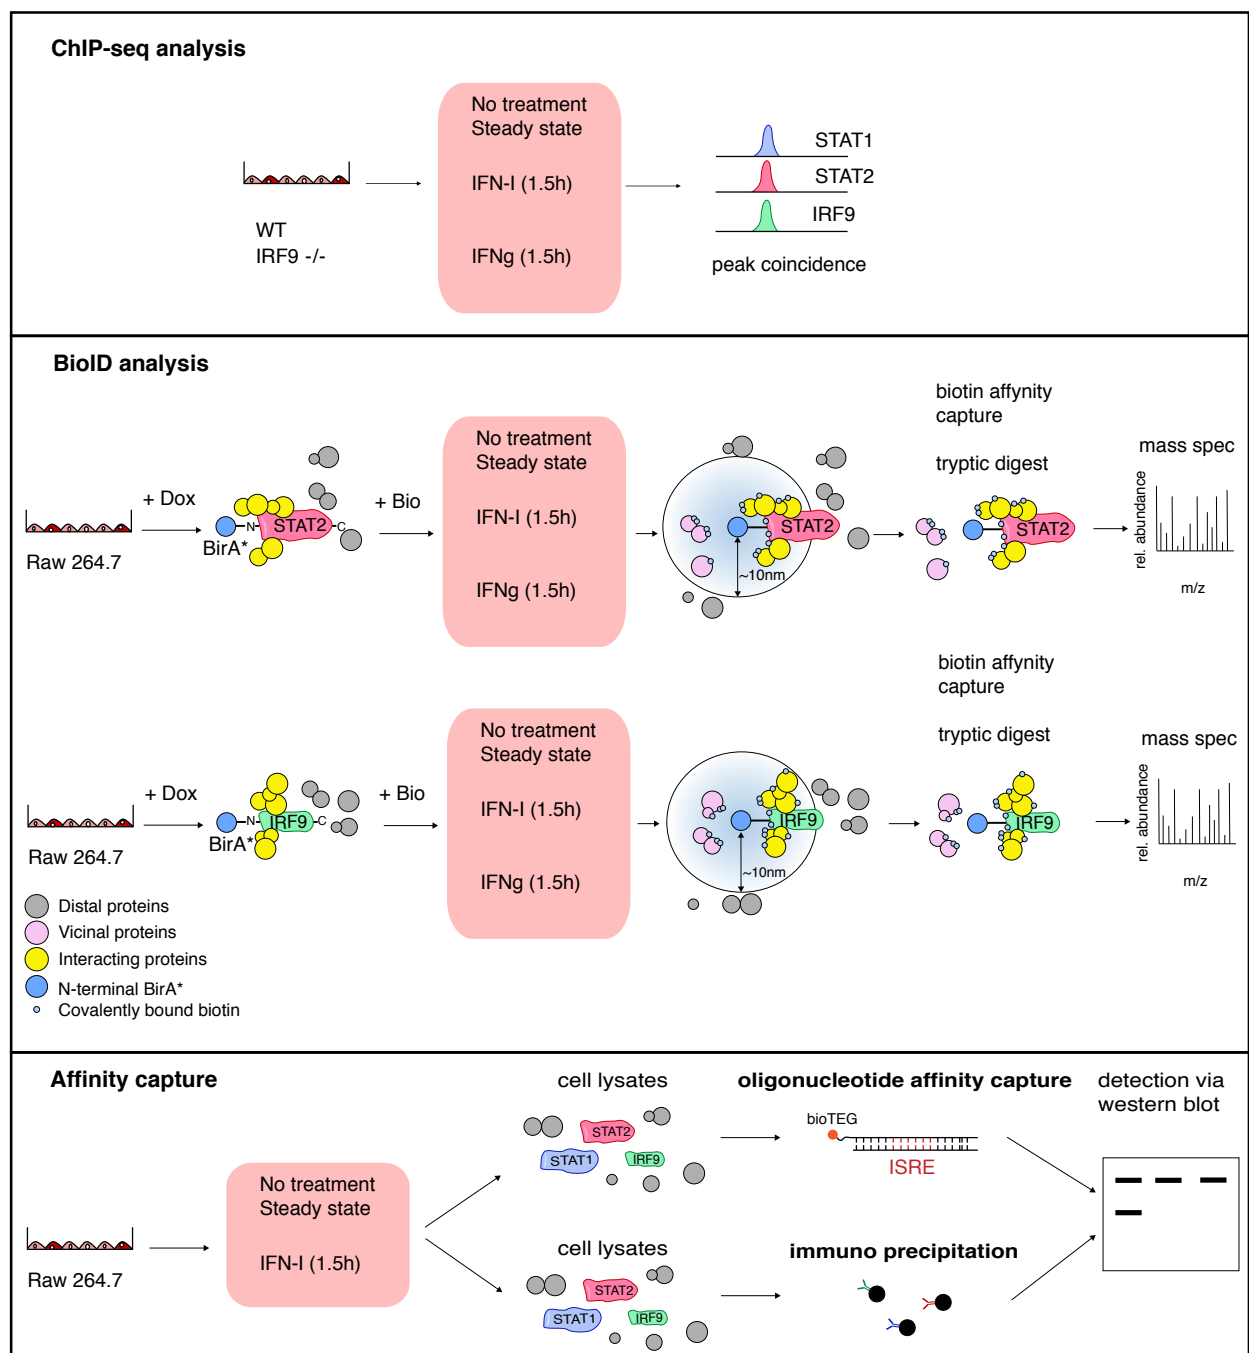 ChIP-seq analysis
No treatment
Steady state
IFN-I (1.5h)
IFNg (1.5h)
WT
IRF9 -/-
STAT1
STAT2
IRF9
peak coincidence
BioID analysis
Raw 264.7
+ Dox
BirA*
N
STAT2
C
+ Bio
No treatment
Steady state
IFN-I (1.5h)
IFNg (1.5h)
STAT2
~10nm
biotin affynity
capture
tryptic digest
STAT2
mass spec
rel. abundance
m/z
Raw 264.7
+ Dox
BirA*
N
IRF9
C
+ Bio
No treatment
Steady state
IFN-I (1.5h)
IFNg (1.5h)
IRF9
~10nm
biotin affynity
capture
tryptic digest
IRF9
mass spec
rel. abundance
m/z
Distal proteins
Vicinal proteins
Interacting proteins
N-terminal BirA*
Covalently bound biotin
Affinity capture
Raw 264.7
No treatment
Steady state
IFN-I (1.5h)
cell lysates
STAT2
STAT1
IRF9
oligonucleotide affinity capture
bioTEG
ISRE
detection via
western blot
cell lysates
STAT2
STAT1
IRF9
immuno precipitation